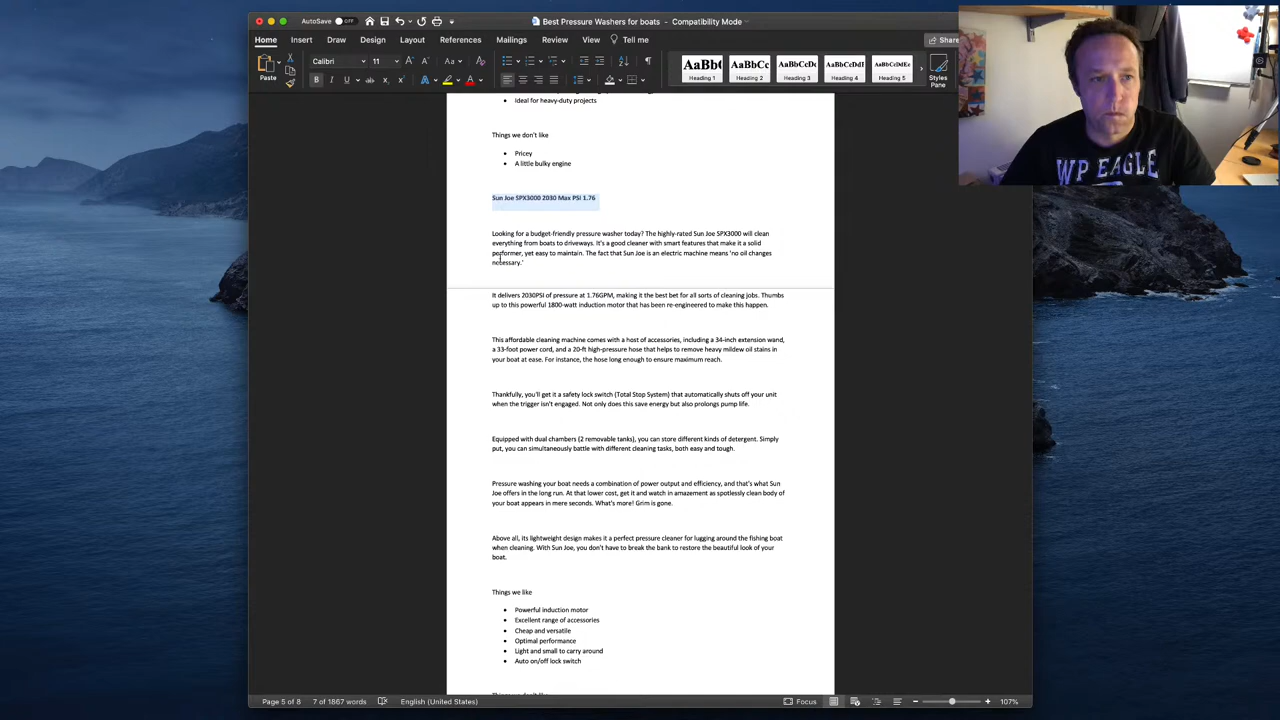 AutoSave OFF
Best Pressure Washers for boats - Compatibility Mode
Home Insert Draw Design Layout References Mailings Review View Tell me
Share
Paste
Calibri 11
AaBb( AaBbCc AaBbCcDc AaBbCcDdI AaBbCcDdEe
Heading 1 Heading 2 Heading 3 Heading 4 Heading 5
Styles
Pane
WP EAGLE
• Ideal for heavy-duty projects
Things we don't like
• Pricey
• A little bulky engine
Sun Joe SPX3000 2030 Max PSI 1.76
Looking for a budget-friendly pressure washer today? The highly-rated Sun Joe SPX3000 will clean
everything from boats to driveways. It's a good cleaner with smart features that make it a solid
performer, yet easy to maintain. The fact that Sun Joe is an electric machine means 'no oil changes
necessary.'
It delivers 2030PSI of pressure at 1.76GPM, making it the best bet for all sorts of cleaning jobs. Thumbs
up to this powerful 1800-watt induction motor that has been re-engineered to make this happen.
This affordable cleaning machine comes with a host of accessories, including a 34-inch extension wand,
a 33-foot power cord, and a 20-ft high-pressure hose that helps to remove heavy mildew oil stains in
your boat at ease. For instance, the hose long enough to ensure maximum reach.
Thankfully, you'll get it a safety lock switch (Total Stop System) that automatically shuts off your unit
when the trigger isn't engaged. Not only does this save energy but also prolongs pump life.
Equipped with dual chambers (2 removable tanks), you can store different kinds of detergent. Simply
put, you can simultaneously battle with different cleaning tasks, both easy and tough.
Pressure washing your boat needs a combination of power output and efficiency, and that's what Sun
Joe offers in the long run. At that lower cost, get it and watch in amazement as spotlessly clean body of
your boat appears in mere seconds. What's more! Grim is gone.
Above all, its lightweight design makes it a perfect pressure cleaner for lugging around the fishing boat
when cleaning. With Sun Joe, you don't have to break the bank to restore the beautiful look of your
boat.
Things we like
• Powerful induction motor
• Excellent range of accessories
• Cheap and versatile
• Optimal performance
• Light and small to carry around
• Auto on/off lock switch
Page 5 of 8 7 of 1867 words English (United States) Focus 107%